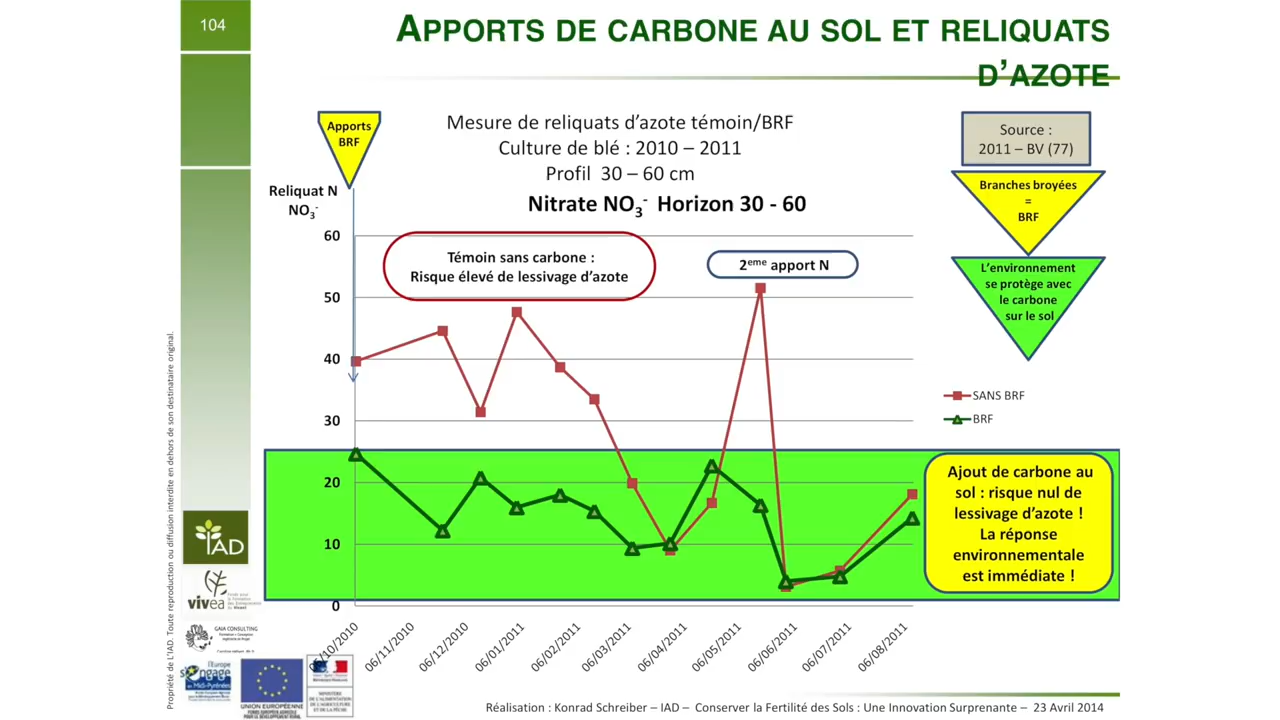 104
APPORTS DE CARBONE AU SOL ET RELIQUATS
D’AZOTE
Apports
BRF
Mesure de reliquats d’azote témoin/BRF
Culture de blé : 2010 – 2011
Profil 30 – 60 cm
Source :
2011 – BV (77)
Branches broyées
=
BRF
Reliquat N
NO3-
Nitrate NO3- Horizon 30 - 60
60
50
40
30
20
10
0
Témoin sans carbone :
Risque élevé de lessivage d’azote
2eme apport N
L’environnement
se protège avec
le carbone
sur le sol
SANS BRF
BRF
Ajout de carbone au
sol : risque nul de
lessivage d’azote !
La réponse
environnementale
est immédiate !
06/10/2010
06/11/2010
06/12/2010
06/01/2011
06/02/2011
06/03/2011
06/04/2011
06/05/2011
06/06/2011
06/07/2011
06/08/2011
Propriété de L’IAD. Toute reproduction ou diffusion interdite en dehors de son destinataire original.
IAD
vivea
GAIA CONSULTING
l’Europe
s’engage
en Midi-Pyrénées
UNION EUROPÉENNE
Réalisation : Konrad Schreiber – IAD – Conserver la Fertilité des Sols : Une Innovation Surprenante – 23 Avril 2014